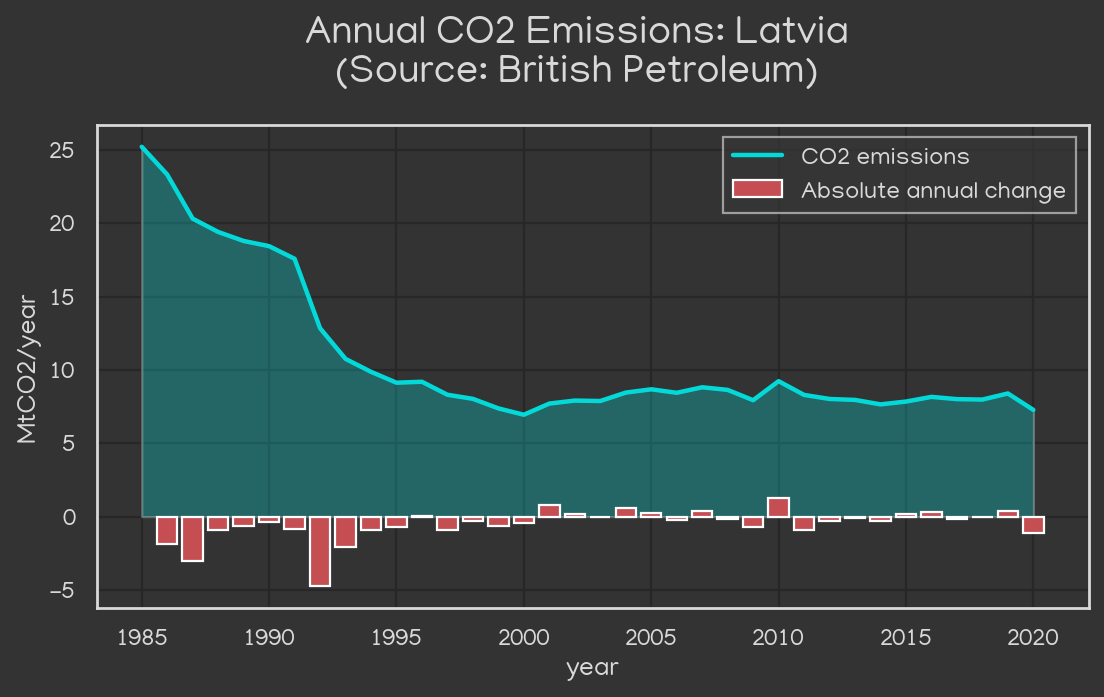 Annual CO2 Emissions: Latvia
(Source: British Petroleum)
CO2 emissions
Absolute annual change
MtCO2/year
25
20
15
10
5
0
−5
1985 1990 1995 2000 2005 2010 2015 2020
year